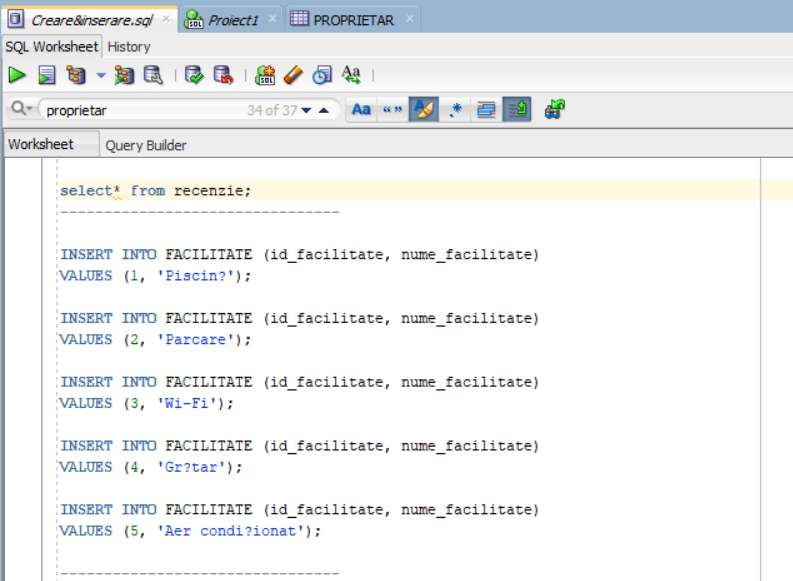 Creare&inserare.sql Proiect1 PROPRIETAR
SQL Worksheet History
Aa
proprietar 34 of 37 Aa “”
Worksheet Query Builder
select* from recenzie;
--------------------------------
INSERT INTO FACILITATE (id_facilitate, nume_facilitate)
VALUES (1, 'Piscin?');
INSERT INTO FACILITATE (id_facilitate, nume_facilitate)
VALUES (2, 'Parcare');
INSERT INTO FACILITATE (id_facilitate, nume_facilitate)
VALUES (3, 'Wi-Fi');
INSERT INTO FACILITATE (id_facilitate, nume_facilitate)
VALUES (4, 'Gr?tar');
INSERT INTO FACILITATE (id_facilitate, nume_facilitate)
VALUES (5, 'Aer condi?ionat');
--------------------------------